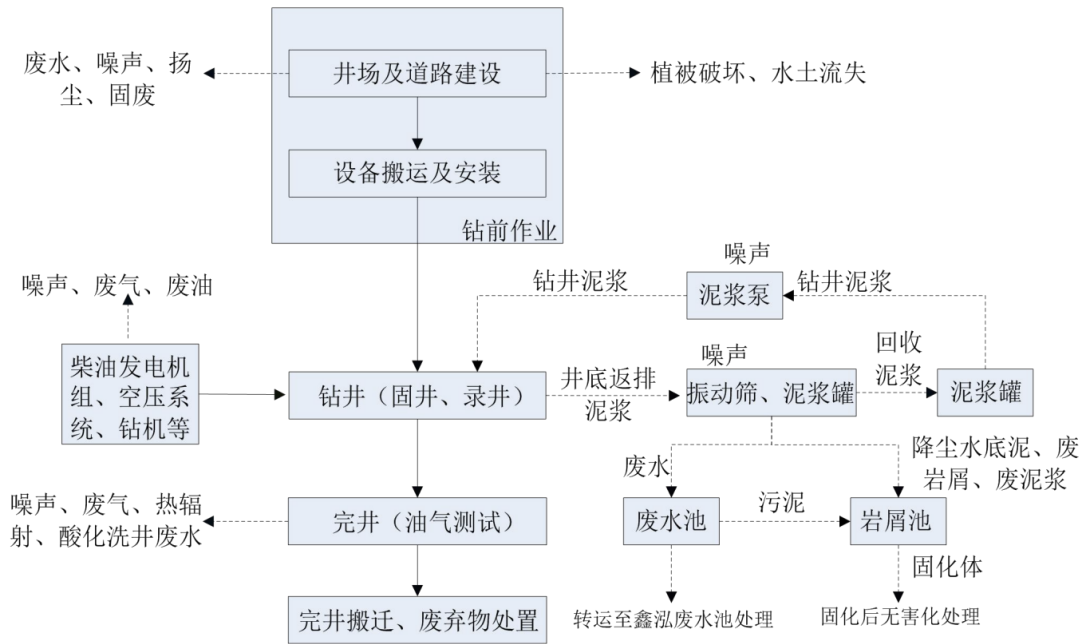 废水、噪声、扬
尘、固废
井场及道路建设
植被破坏、水土流失
设备搬运及安装
钻前作业
噪声、废气、废油
噪声
钻井泥浆
泥浆泵
钻井泥浆
柴油发电机
组、空压系
统、钻机等
钻井（固井、录井）
井底返排
泥浆
噪声
振动筛、泥浆罐
回收
泥浆
泥浆罐
废水
降尘水底泥、废
岩屑、废泥浆
噪声、废气、热辐
射、酸化洗井废水
完井（油气测试）
废水池
污泥
岩屑池
固化体
完井搬迁、废弃物处置
转运至鑫泓废水池处理
固化后无害化处理